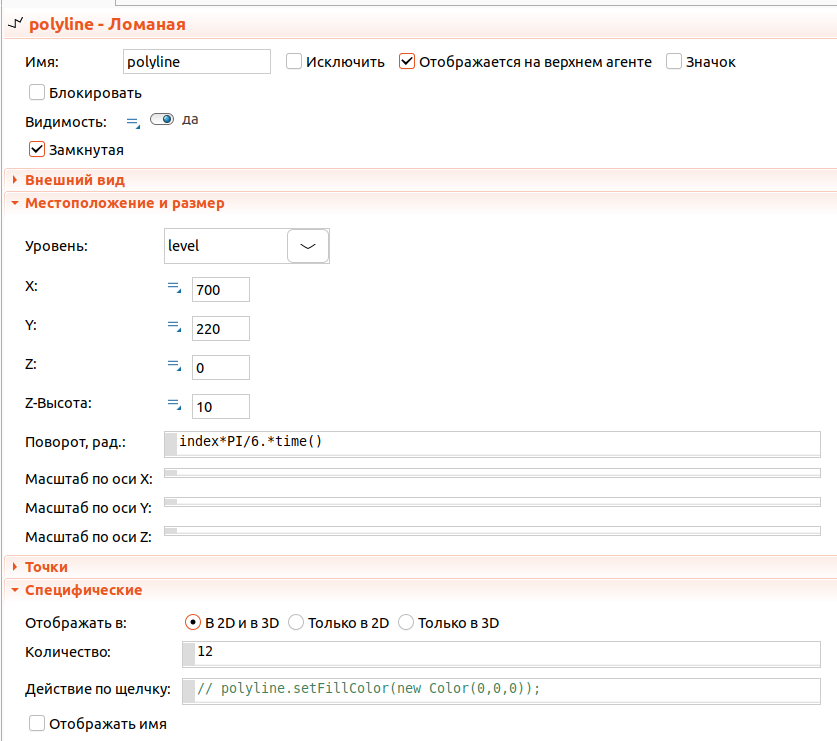 polyline - Ломаная
Имя: polyline Исключить Отображается на верхнем агенте Значок
Блокировать
Видимость: да
Замкнутая
Внешний вид
Местоположение и размер
Уровень: level
X: 700
Y: 220
Z: 0
Z-Высота: 10
Поворот, рад.: index*PI/6.*time()
Масштаб по оси X:
Масштаб по оси Y:
Масштаб по оси Z:
Точки
Специфические
Отображать в: В 2D и в 3D Только в 2D Только в 3D
Количество: 12
Действие по щелчку: // polyline.setFillColor(new Color(0,0,0));
Отображать имя